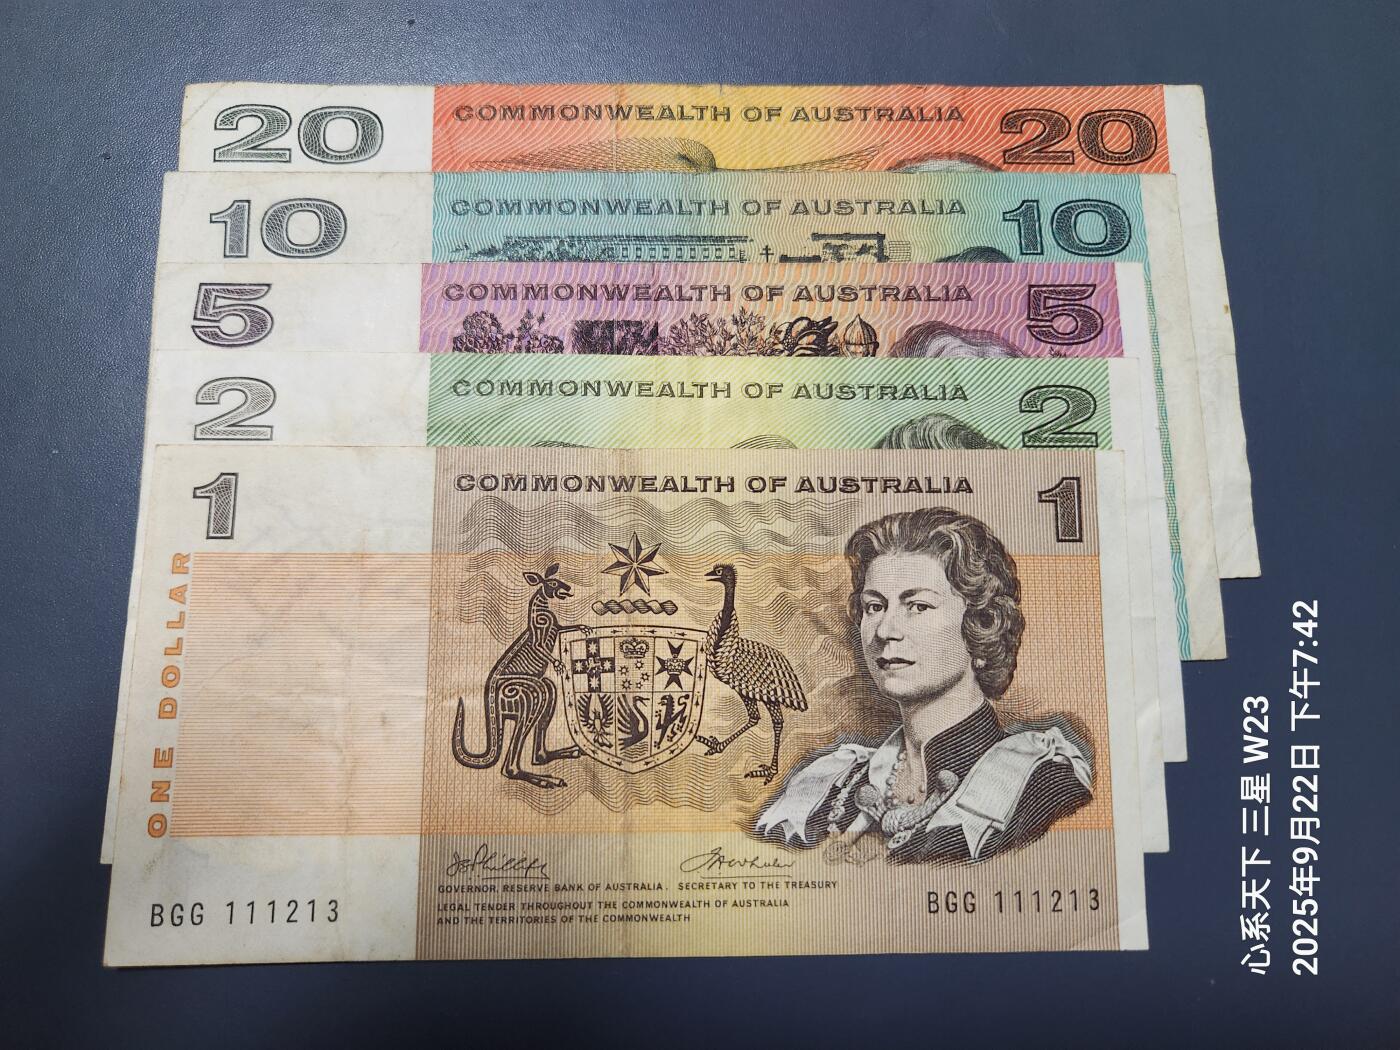 20 COMMONWEALTH OF AUSTRALIA 20
10 COMMONWEALTH OF AUSTRALIA 10
5 COMMONWEALTH OF AUSTRALIA 5
2 COMMONWEALTH OF AUSTRALIA 2
1 COMMONWEALTH OF AUSTRALIA 1
ONE DOLLAR
GOVERNOR, RESERVE BANK OF AUSTRALIA. SECRETARY TO THE TREASURY
LEGAL TENDER THROUGHOUT THE COMMONWEALTH OF AUSTRALIA
AND THE TERRITORIES OF THE COMMONWEALTH
BGG 111213 BGG 111213
心系天下 三星 W23
2025年9月22日 下午7:42